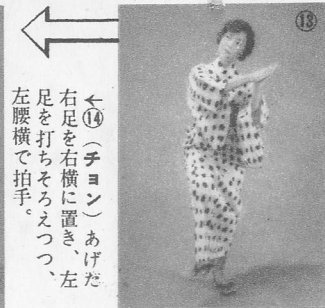 ⑬
←⑭(チョン)あげた
右足を右横に置き、左
足を打ちそろえつつ、
左腰横で拍手。